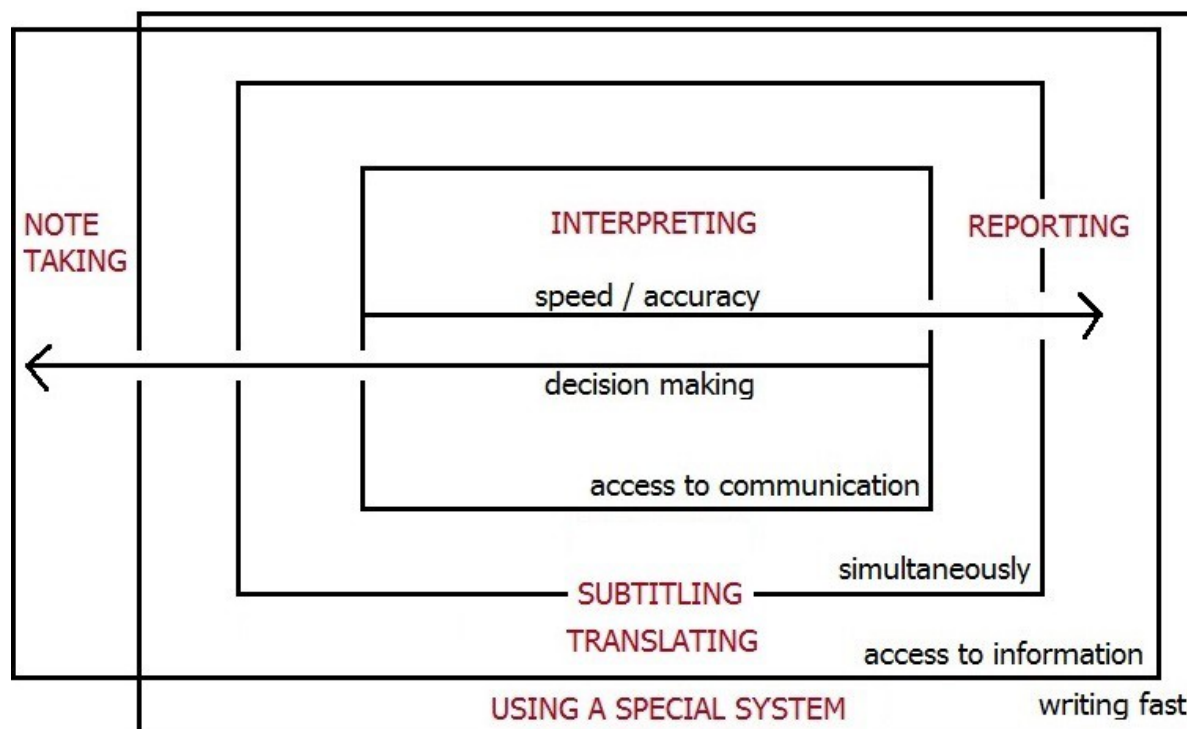 NOTE
TAKING
INTERPRETING
REPORTING
speed / accuracy
decision making
access to communication
simultaneously
SUBTITLING
TRANSLATING
access to information
writing fast
USING A SPECIAL SYSTEM